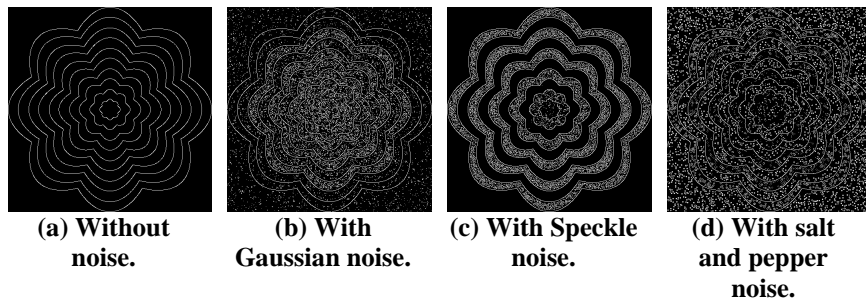 (a) Without
noise.
(b) With
Gaussian noise.
(c) With Speckle
noise.
(d) With salt
and pepper
noise.